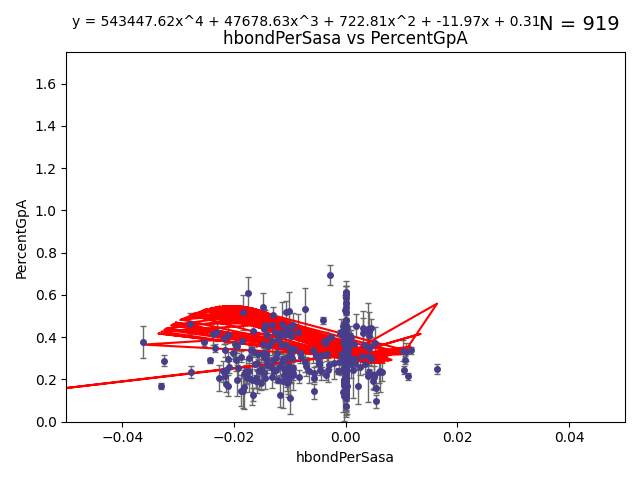 y = 543447.62x^4 + 47678.63x^3 + 722.81x^2 + -11.97x + 0.31
N = 919
hbondPerSasa vs PercentGpA
1.6
1.4
1.2
1.0
0.8
0.6
0.4
0.2
0.0
PercentGpA
−0.04
−0.02
0.00
0.02
0.04
hbondPerSasa